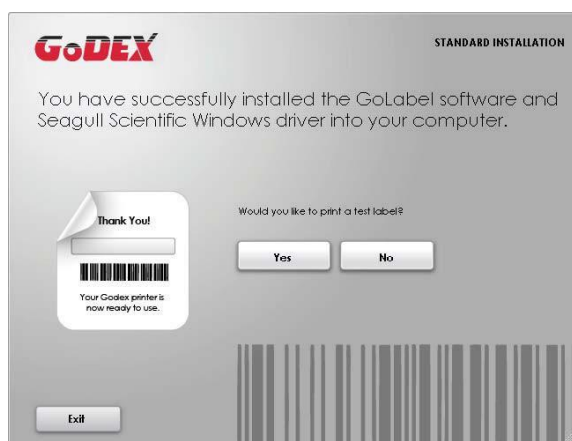 GoDEX
STANDARD INSTALLATION
You have successfully installed the GoLabel software and
Seagull Scientific Windows driver into your computer.
Thank You!
Your Godex printer is
now ready to use.
Would you like to print a test label?
Yes
No
Exit